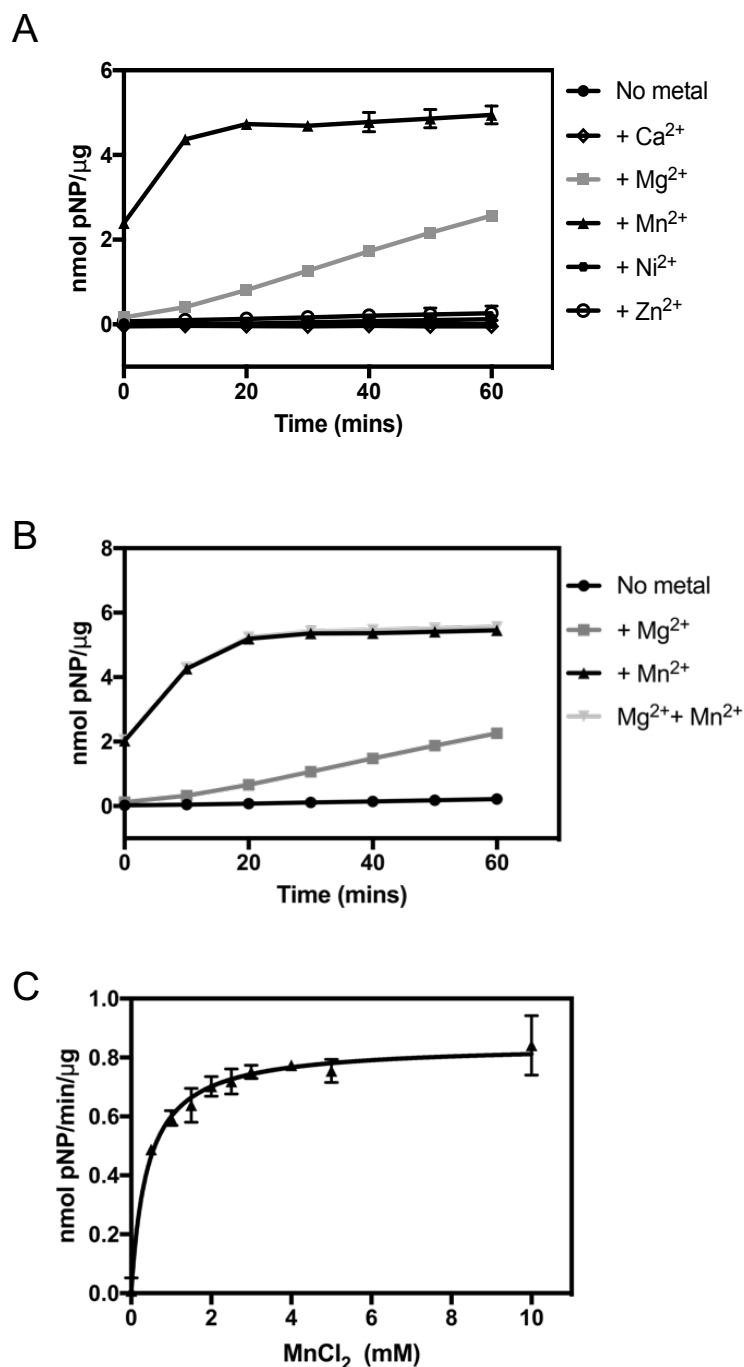 A
nmol pNP/µg
6
4
2
0
0
20
40
60
Time (mins)
No metal
+ Ca²⁺
+ Mg²⁺
+ Mn²⁺
+ Ni²⁺
+ Zn²⁺
B
nmol pNP/µg
8
6
4
2
0
0
20
40
60
Time (mins)
No metal
+ Mg²⁺
+ Mn²⁺
Mg²⁺+ Mn²⁺
C
nmol pNP/min/µg
1.0
0.8
0.6
0.4
0.2
0.0
0
2
4
6
8
10
MnCl₂ (mM)